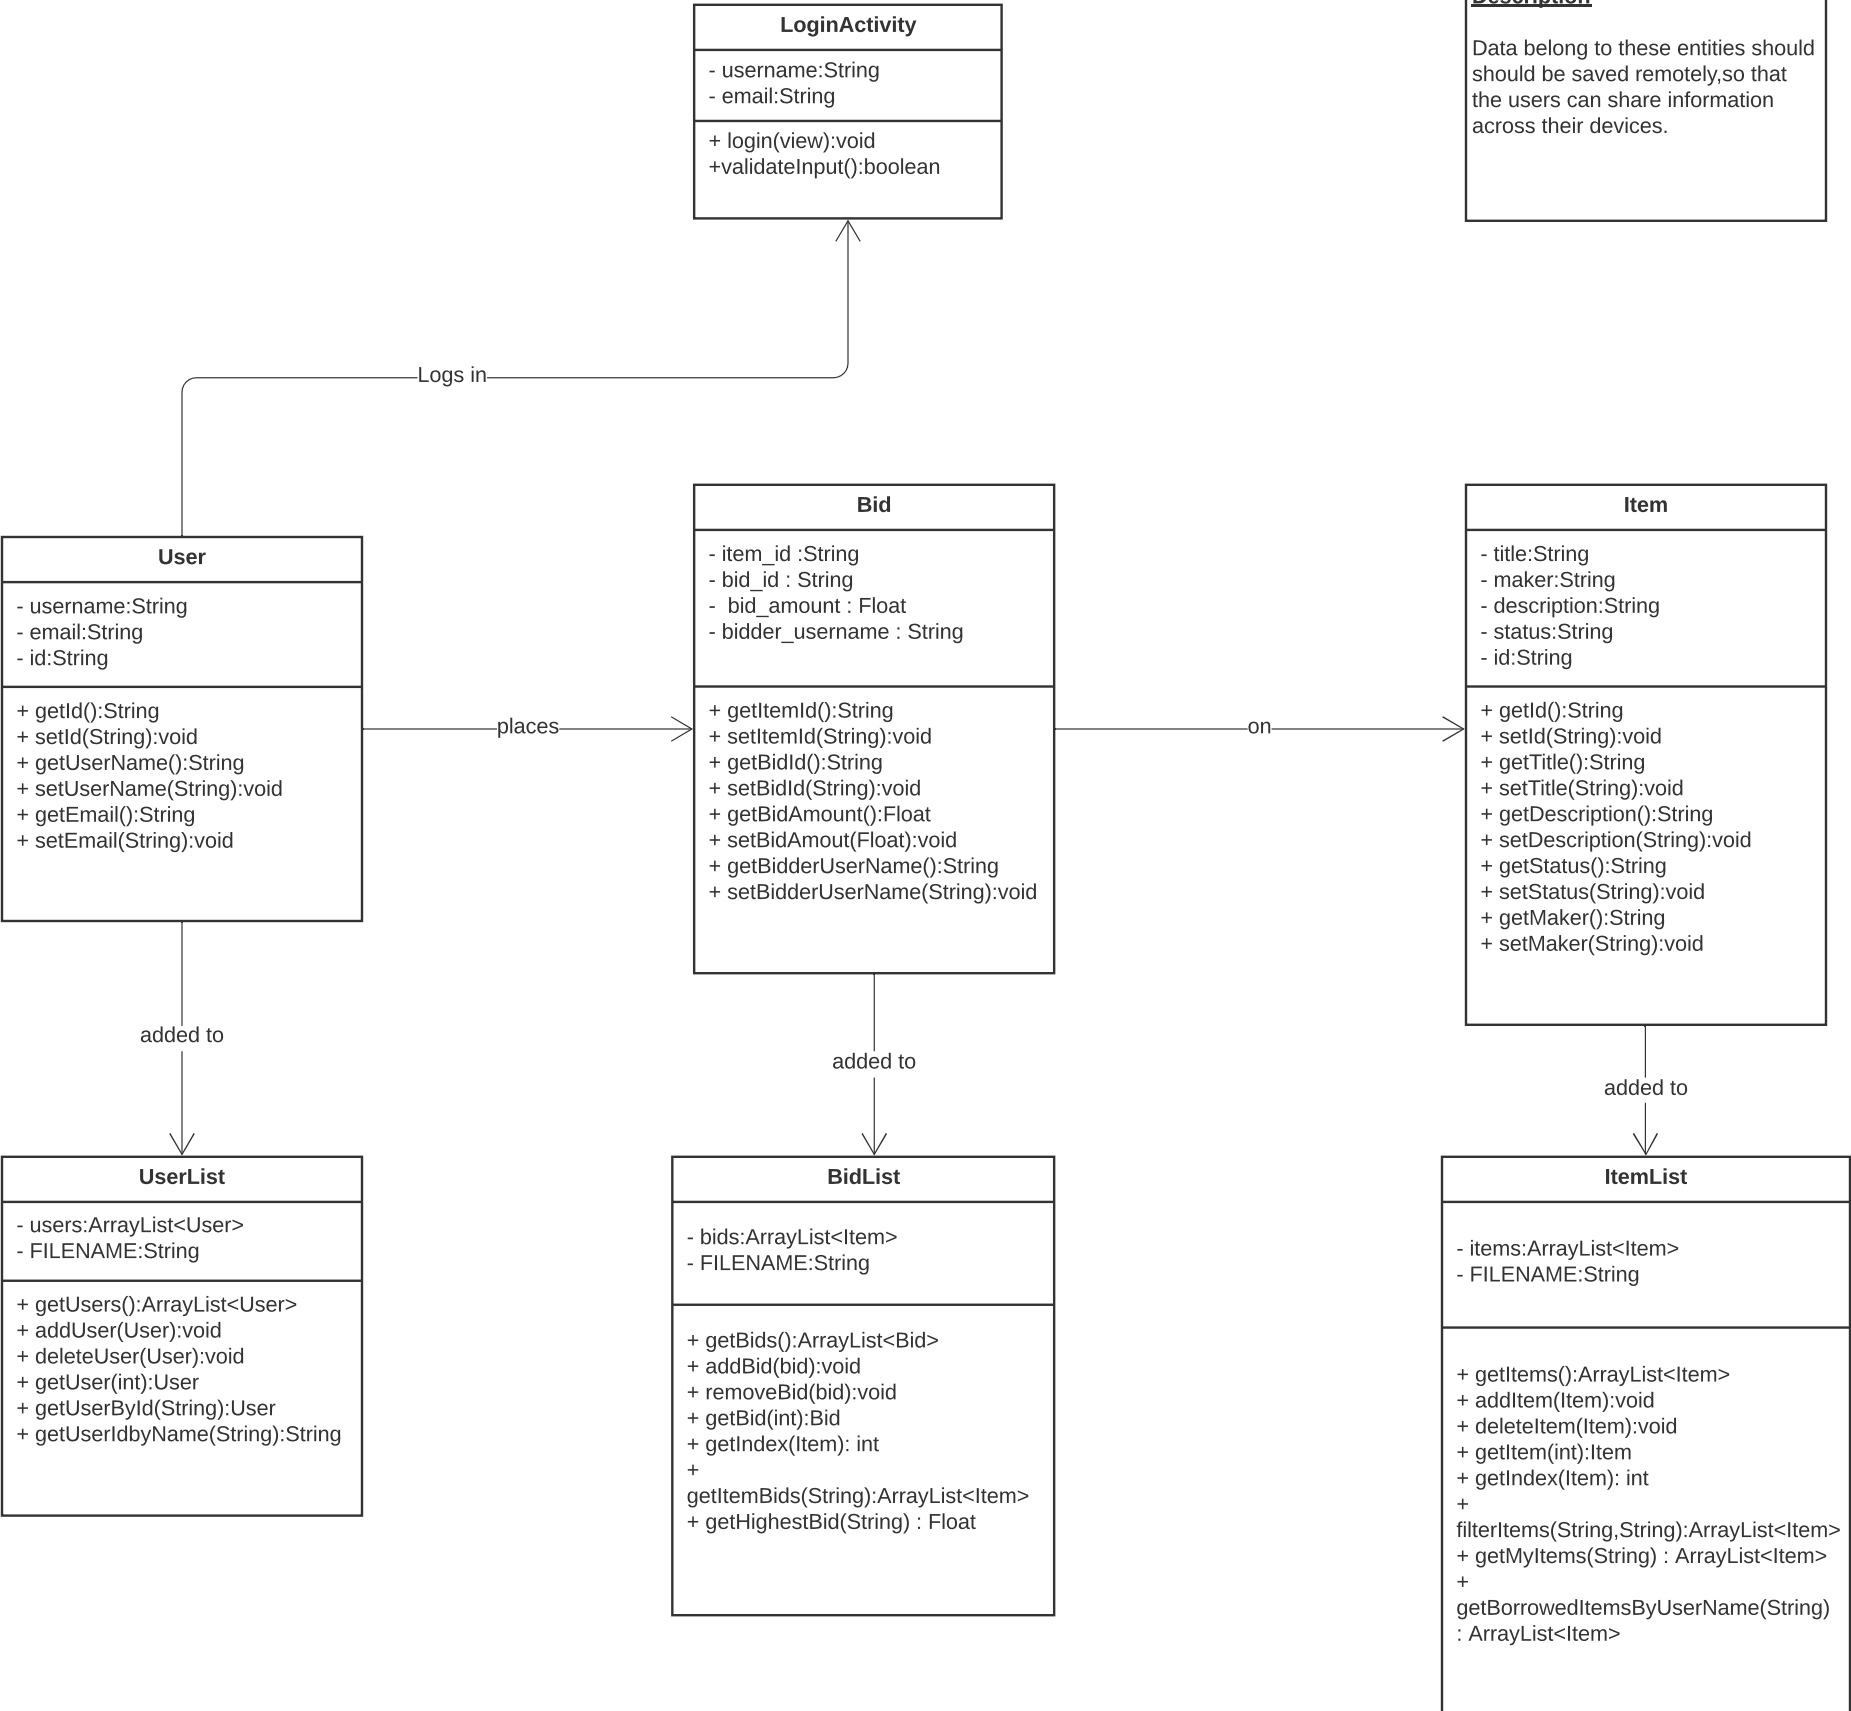 LoginActivity
- username:String
- email:String
+ login(view):void
+validateInput():boolean
Description
Data belong to these entities should
should be saved remotely,so that
the users can share information
across their devices.
Logs in
User
- username:String
- email:String
- id:String
+ getId():String
+ setId(String):void
+ getUserName():String
+ setUserName(String):void
+ getEmail():String
+ setEmail(String):void
places
Bid
- item_id :String
- bid_id : String
-  bid_amount : Float
- bidder_username : String
+ getItemId():String
+ setItemId(String):void
+ getBidId():String
+ setBidId(String):void
+ getBidAmount():Float
+ setBidAmout(Float):void
+ getBidderUserName():String
+ setBidderUserName(String):void
on
Item
- title:String
- maker:String
- description:String
- status:String
- id:String
+ getId():String
+ setId(String):void
+ getTitle():String
+ setTitle(String):void
+ getDescription():String
+ setDescription(String):void
+ getStatus():String
+ setStatus(String):void
+ getMaker():String
+ setMaker(String):void
added to
added to
added to
UserList
- users:ArrayList<User>
- FILENAME:String
+ getUsers():ArrayList<User>
+ addUser(User):void
+ deleteUser(User):void
+ getUser(int):User
+ getUserById(String):User
+ getUserIdbyName(String):String
BidList
- bids:ArrayList<Item>
- FILENAME:String
+ getBids():ArrayList<Bid>
+ addBid(bid):void
+ removeBid(bid):void
+ getBid(int):Bid
+ getIndex(Item): int
+
getItemBids(String):ArrayList<Item>
+ getHighestBid(String) : Float
ItemList
- items:ArrayList<Item>
- FILENAME:String
+ getItems():ArrayList<Item>
+ addItem(Item):void
+ deleteItem(Item):void
+ getItem(int):Item
+ getIndex(Item): int
+
filterItems(String,String):ArrayList<Item>
+ getMyItems(String) : ArrayList<Item>
+
getBorrowedItemsByUserName(String)
: ArrayList<Item>